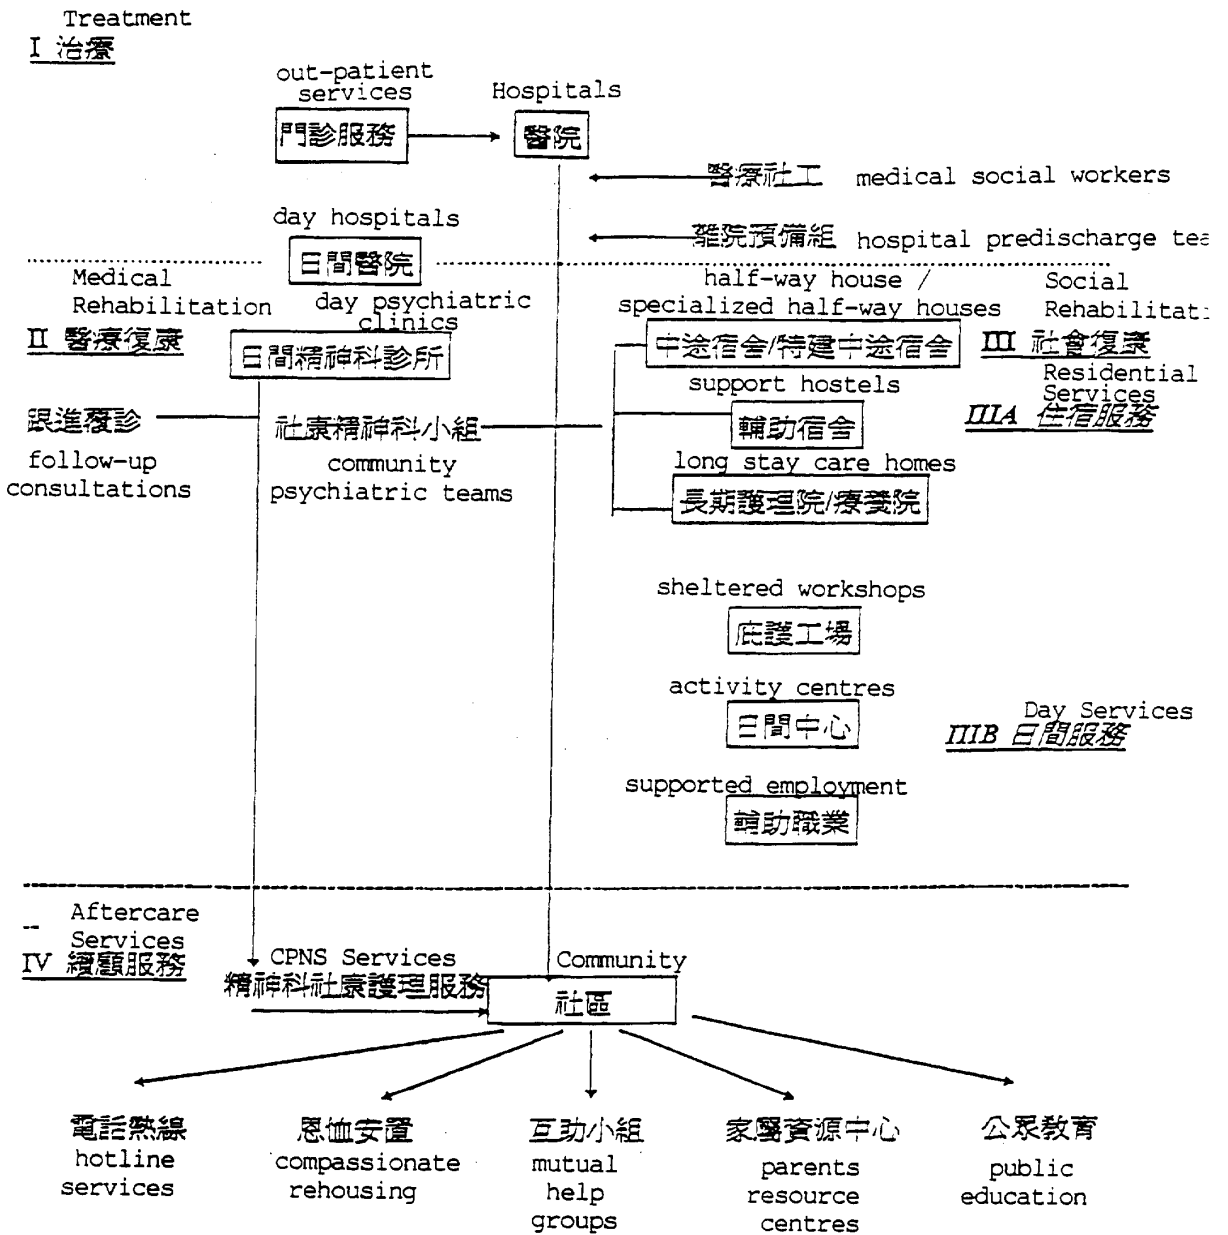 Treatment
I 治療
out-patient
services
Hospitals
門診服務
醫院
醫療社工 medical social workers
day hospitals
離院預備組 hospital predischarge
日間醫院
Medical
Rehabilitation
half-way house /
Social
day psychiatric
clinics
specialized half-way houses
II 醫療復康
日間精神科診所
中途宿舍/特建中途宿舍
III 社會復康
support hostels
Residential
Services
跟進覆診
社康精神科小組
輔助宿舍
IIIA 住宿服務
follow-up
consultations
community
psychiatric teams
long stay care homes
長期護理院/療養院
sheltered workshops
庇護工場
activity centres
日間中心
Day Services
IIIB 日間服務
supported employment
輔助職業
Aftercare
Services
IV 續顧服務
CPNS Services
Community
精神科社康護理服務
社區
電話熱線
hotline
services
恩恤安置
compassionate
rehousing
互助小組
mutual
help
groups
家屬資源中心
parents
resource
centres
公眾教育
public
education